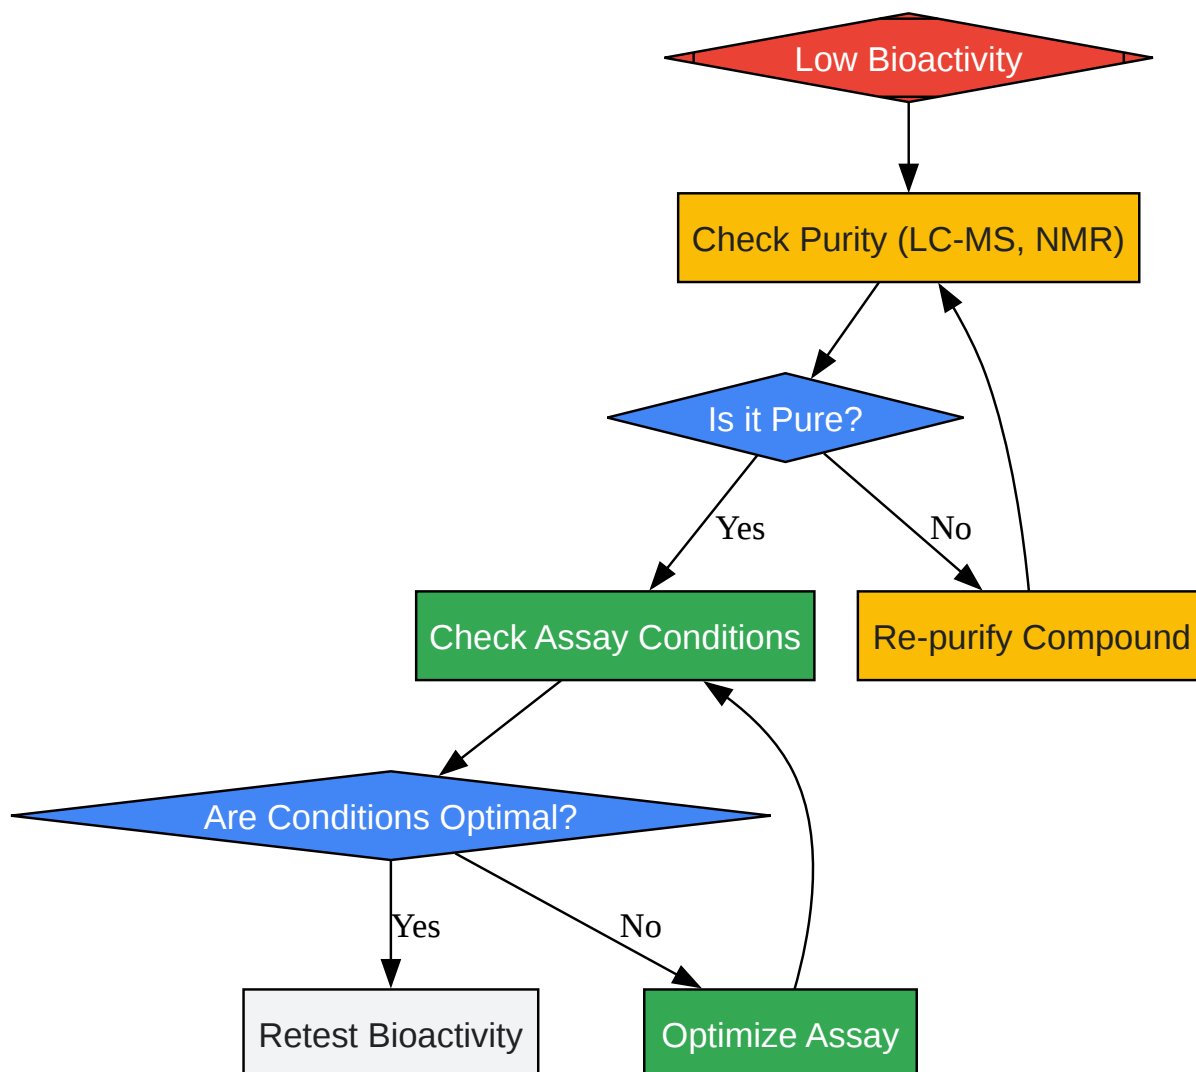 Low Bioactivity
Check Purity (LC-MS, NMR)
Is it Pure?
Yes
No
Check Assay Conditions
Re-purify Compound
Are Conditions Optimal?
Yes
No
Retest Bioactivity
Optimize Assay